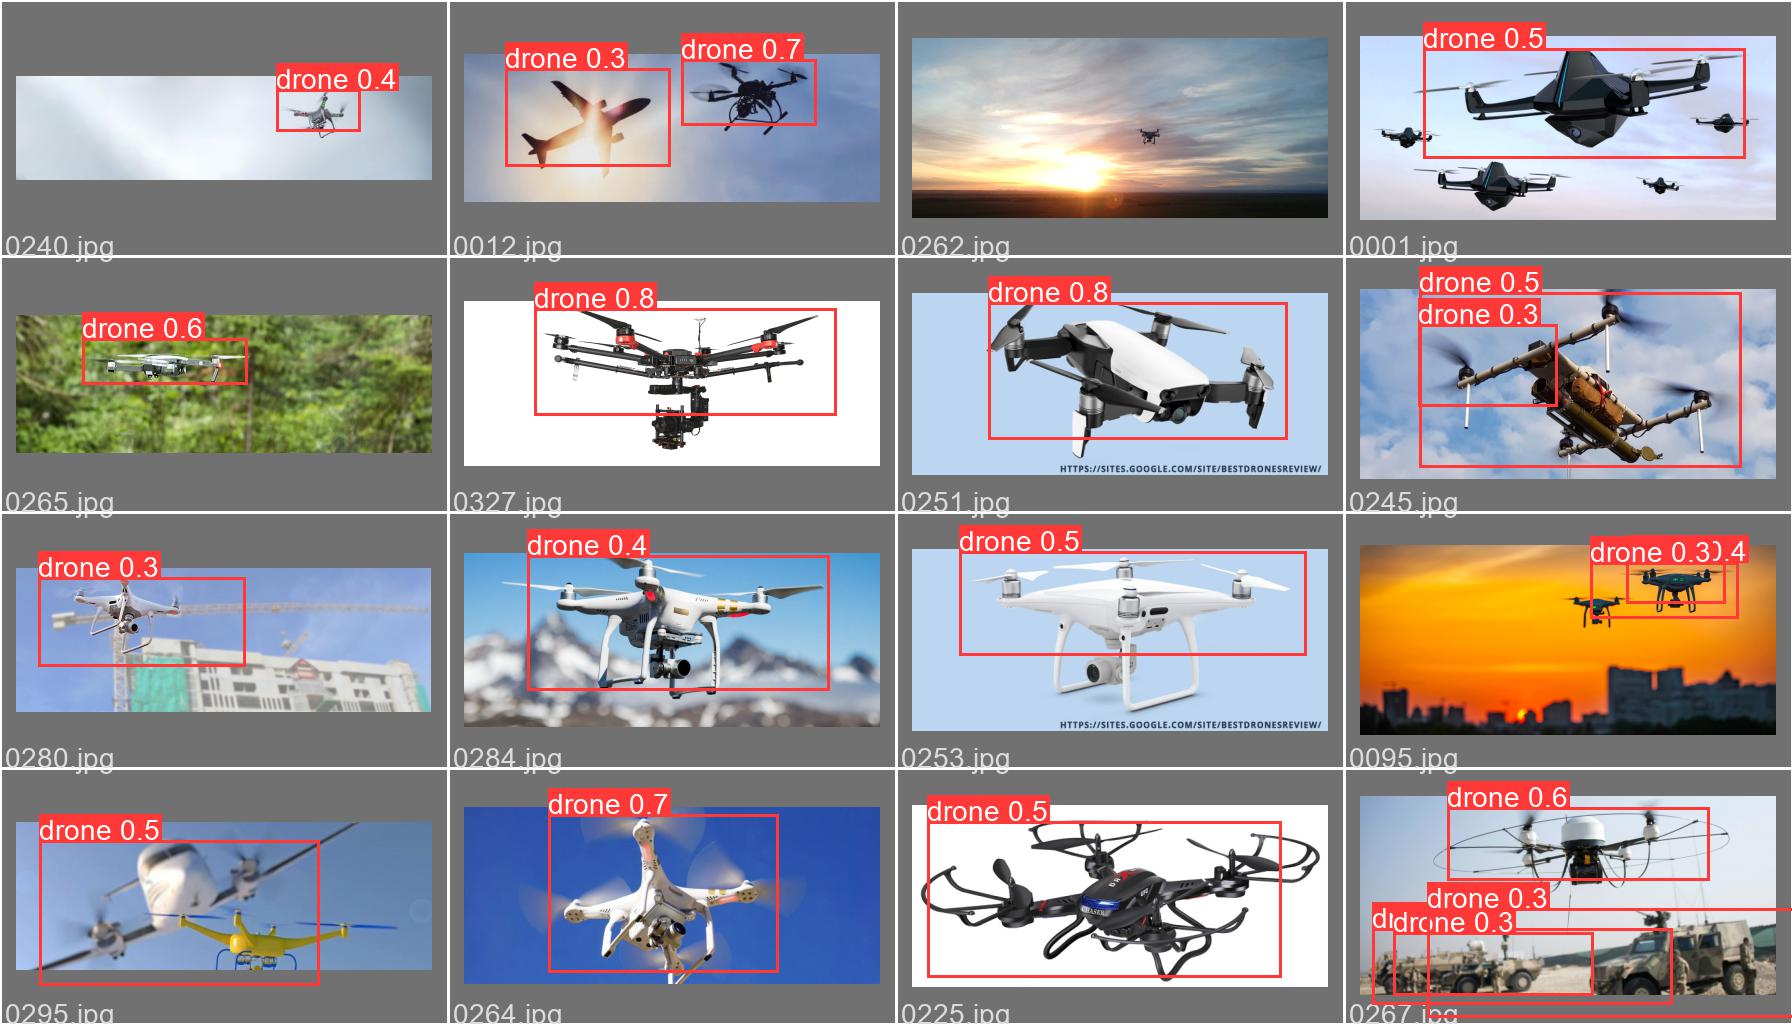 drone 0.4
0240.jpg
drone 0.3
drone 0.7
0012.jpg
0262.jpg
drone 0.5
0001.jpg
drone 0.6
0265.jpg
drone 0.8
0327.jpg
drone 0.8
HTTPS://SITES.GOOGLE.COM/SITE/BESTDRONESREVIEW/
0251.jpg
drone 0.5
drone 0.3
0245.jpg
drone 0.3
0280.jpg
drone 0.4
0284.jpg
drone 0.5
HTTPS://SITES.GOOGLE.COM/SITE/BESTDRONESREVIEW/
0253.jpg
drone 0.3
0095.jpg
drone 0.5
0295.jpg
drone 0.7
0264.jpg
drone 0.5
CHASER
0225.jpg
drone 0.6
drone 0.3
drone 0.3
0267.jpg